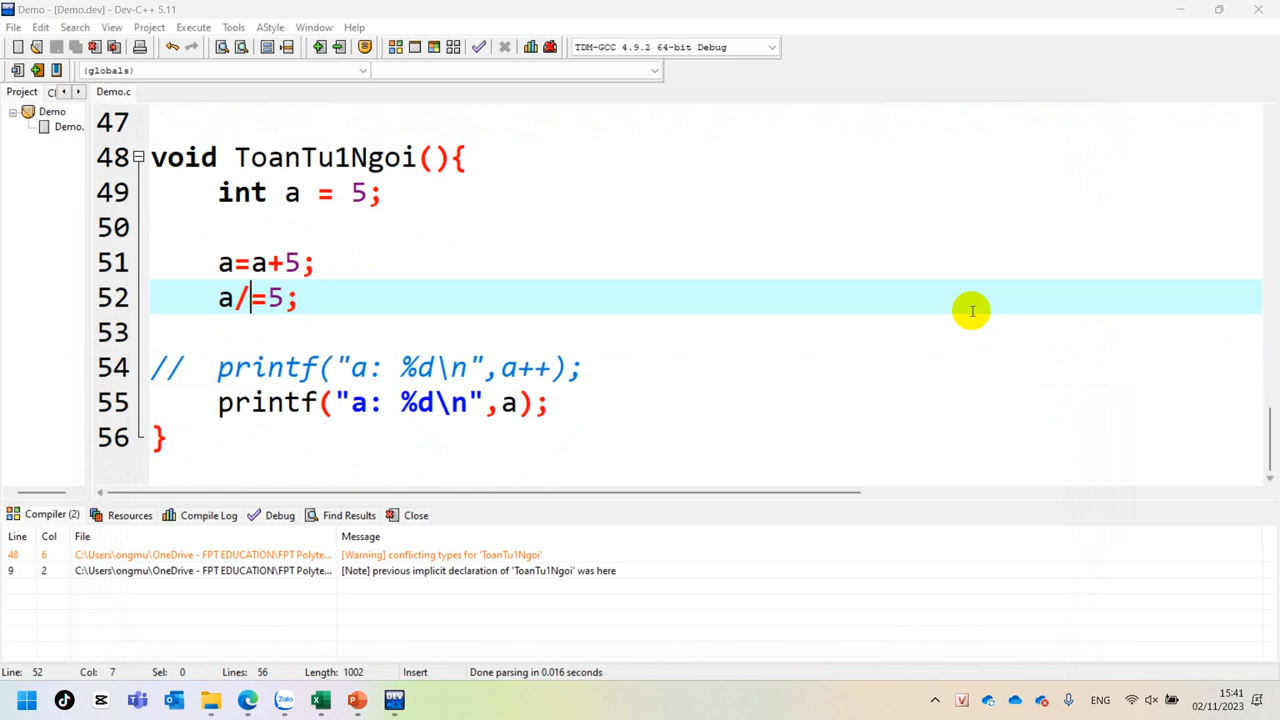 Demo - [Demo.dev] - Dev-C++ 5.11
File Edit Search View Project Execute Tools AStyle Window Help
TDM-GCC 4.9.2 64-bit Debug
(globals)
Project Cl Demo.c
Demo
Demo.
47
48 void ToanTu1Ngoi(){
49 int a = 5;
50
51 a=a+5;
52 a/=5;
53
54 // printf("a: %d\n",a++);
55 printf("a: %d\n",a);
56 }
Compiler (2) Resources Compile Log Debug Find Results Close
Line Col File Message
48 6 C:\Users\ongmu\OneDrive - FPT EDUCATION\FPT Polyte... [Warning] conflicting types for 'ToanTu1Ngoi'
9 2 C:\Users\ongmu\OneDrive - FPT EDUCATION\FPT Polyte... [Note] previous implicit declaration of 'ToanTu1Ngoi' was here
Line: 52 Col: 7 Sel: 0 Lines: 56 Length: 1002 Insert Done parsing in 0.016 seconds
Zalo DEV V ENG 15:41
02/11/2023